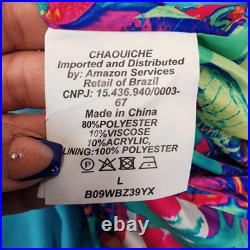 CHAOUICHE
Imported and Distributed
by: Amazon Services
Retail of Brazil
CNPJ: 15.436.940/0003-
67
Made in China
80%POLYESTER
10%VISCOSE
10%ACRYLIC,
LINING:100% POLYESTER
L
B09WBZ39YX